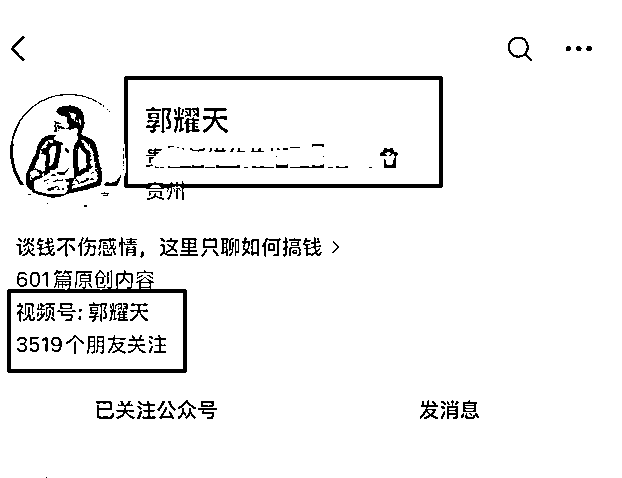 郭耀天
贵州
谈钱不伤感情，这里只聊如何搞钱
601篇原创内容
视频号: 郭耀天
3519个朋友关注
已关注公众号
发消息